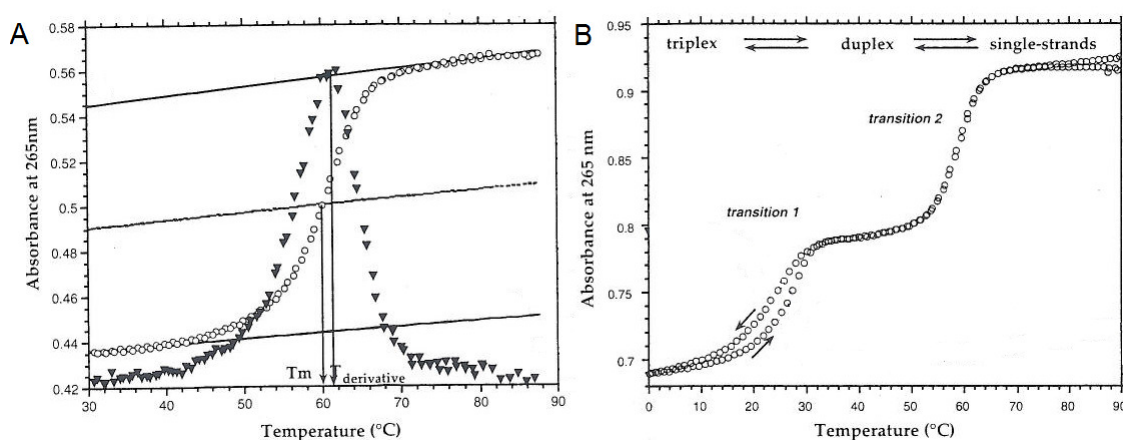 A
0.58
0.56
0.54
0.52
0.5
0.48
0.46
0.44
0.42
30
40
50
60
70
80
90
Absorbance at 265nm
Temperature (°C)
Tm
T derivative
B
0.95
0.9
0.85
0.8
0.75
0.7
0
10
20
30
40
50
60
70
80
90
Absorbance at 265 nm
Temperature (°C)
triplex
duplex
single-strands
transition 2
transition 1